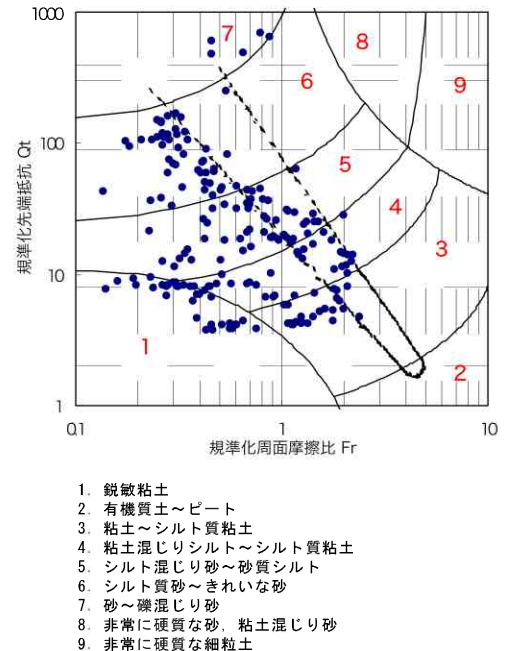 1000
7
8
6
9
規準化先端抵抗 Qt
100
5
4
3
10
1
2
1
0.1
1
10
規準化周面摩擦比 Fr
1. 鋭敏粘土
2. 有機質土～ピート
3. 粘土～シルト質粘土
4. 粘土混じりシルト～シルト質粘土
5. シルト混じり砂～砂質シルト
6. シルト質砂～きれいな砂
7. 砂～礫混じり砂
8. 非常に硬質な砂，粘土混じり砂
9. 非常に硬質な細粒土